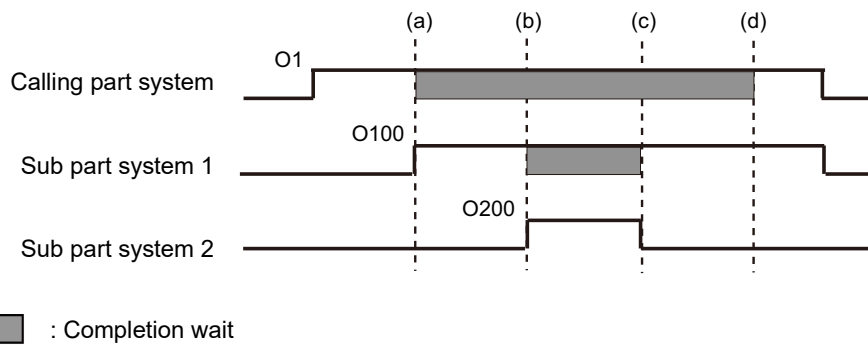 (a) (b) (c) (d)
O1
Calling part system
O100
Sub part system 1
O200
Sub part system 2
: Completion wait